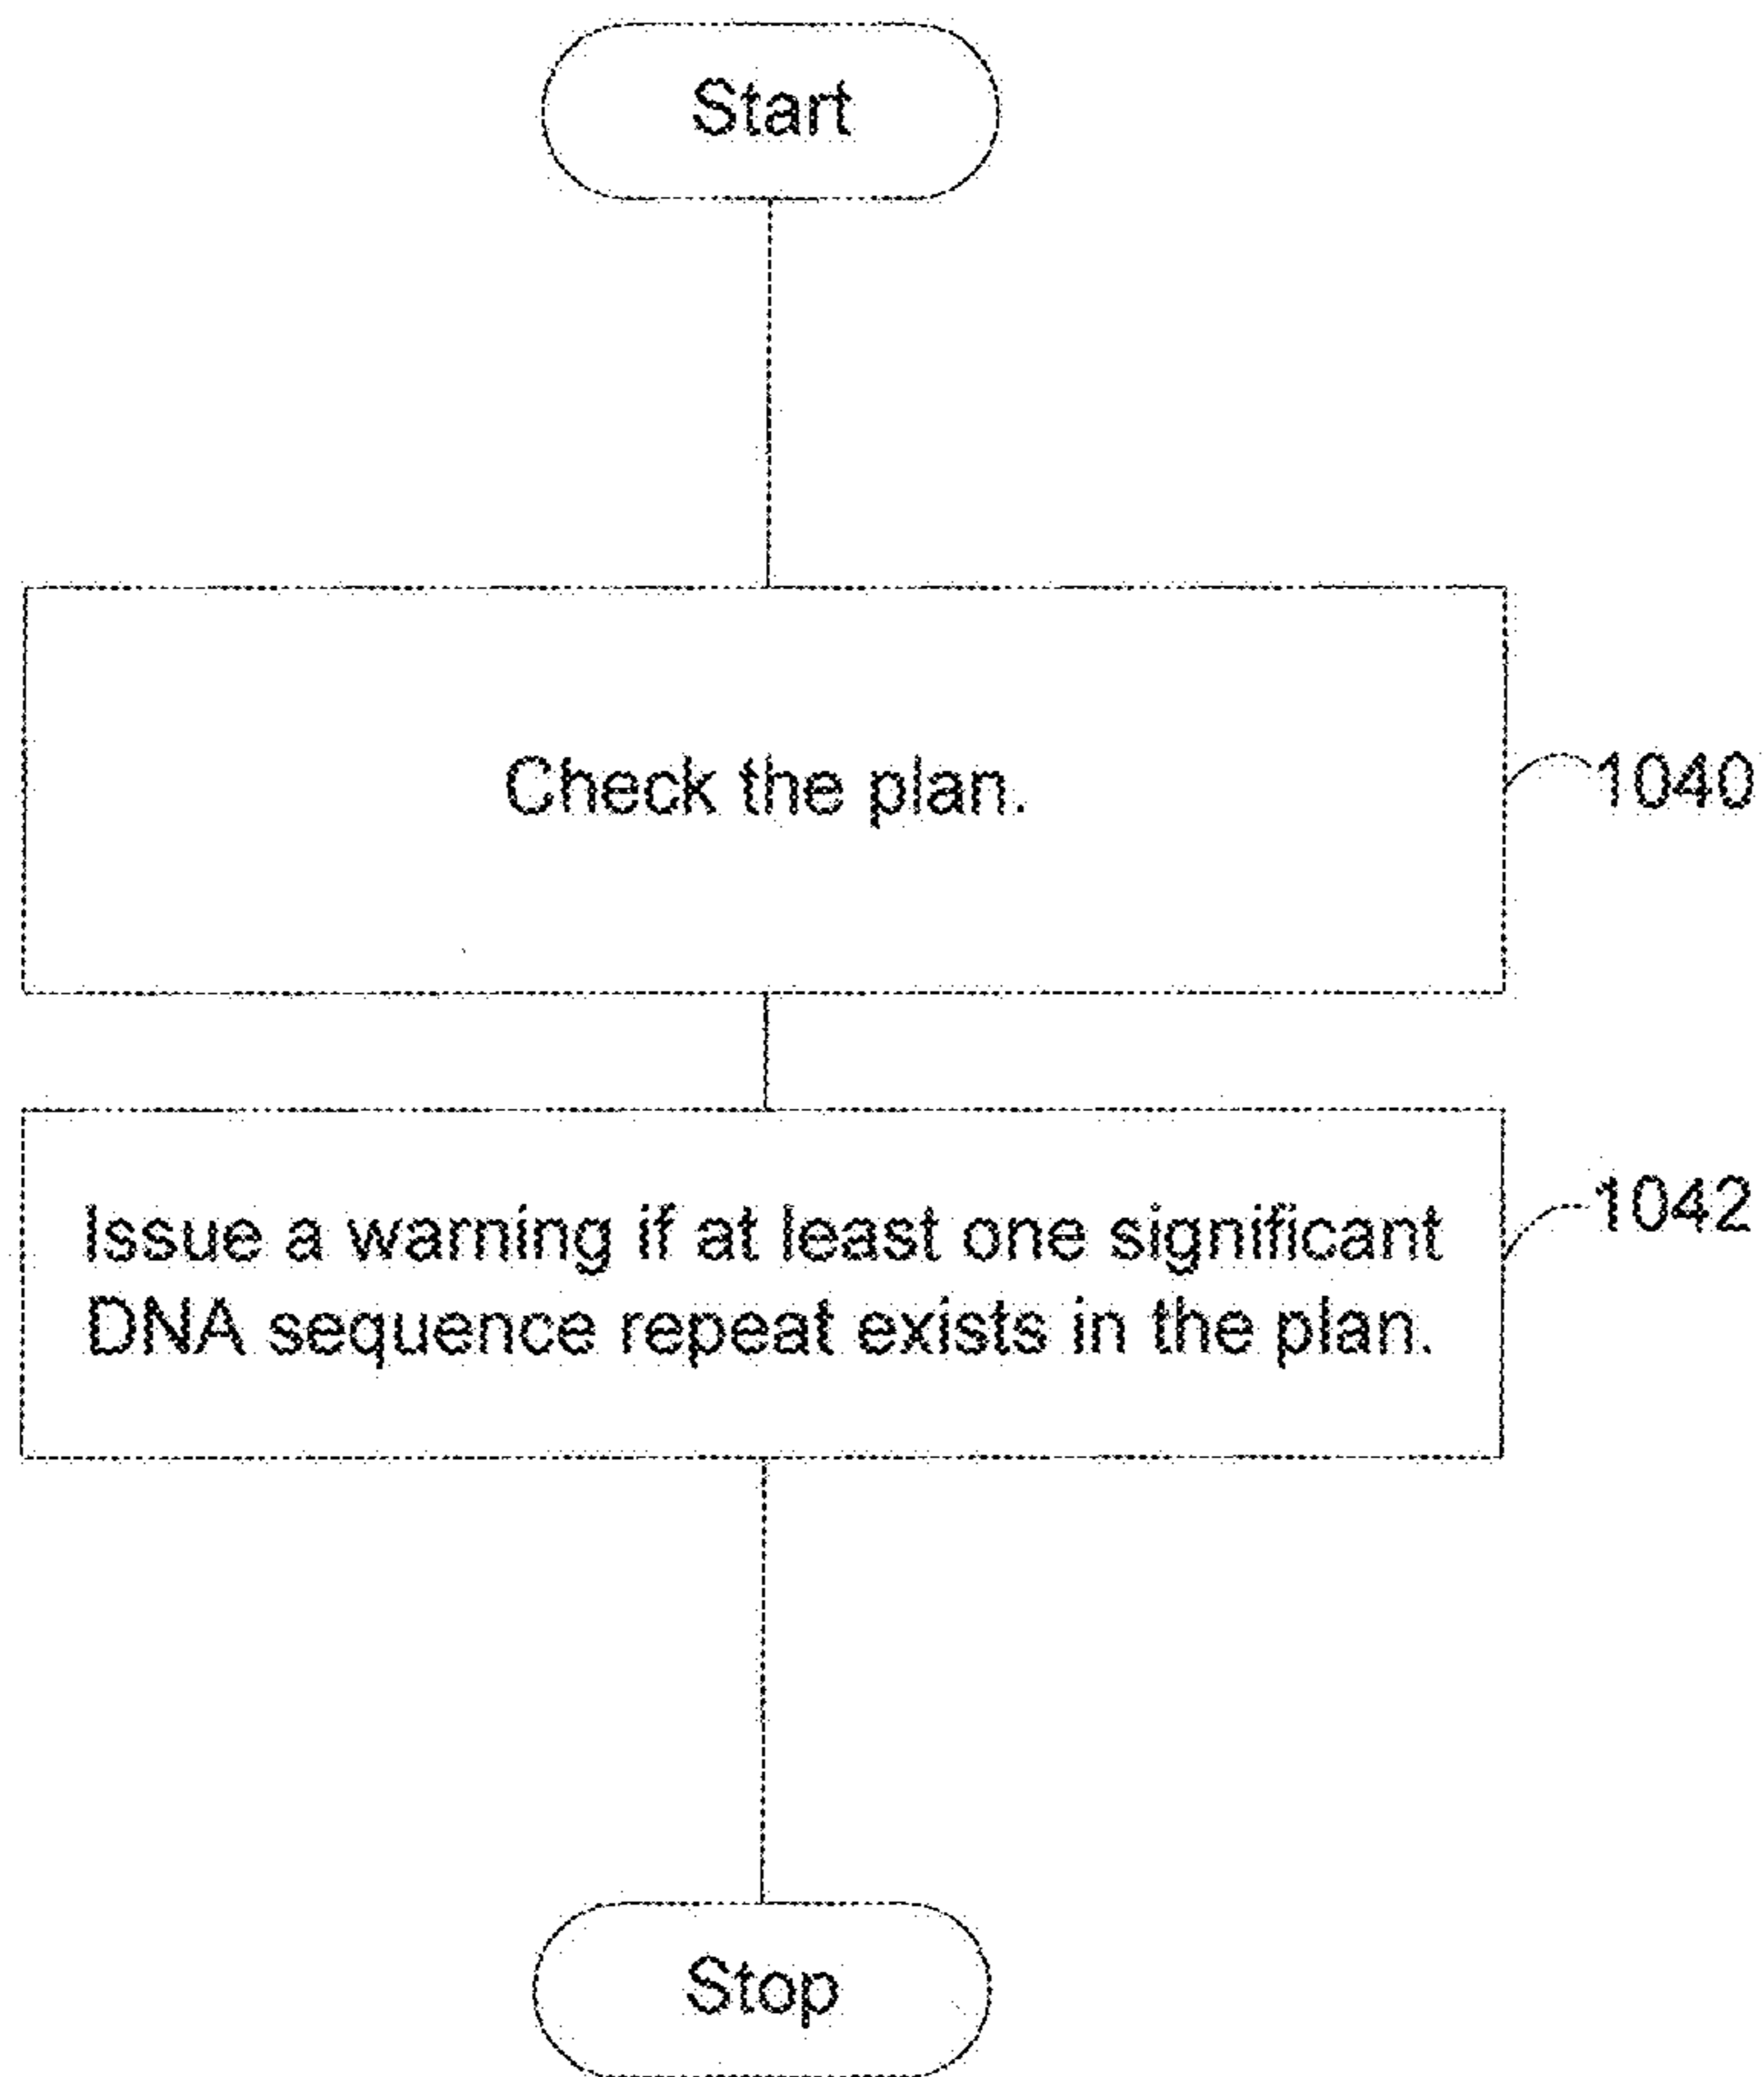 Start
Check the plan.
1040
Issue a warning if at least one significant
DNA sequence repeat exists in the plan.
1042
Stop